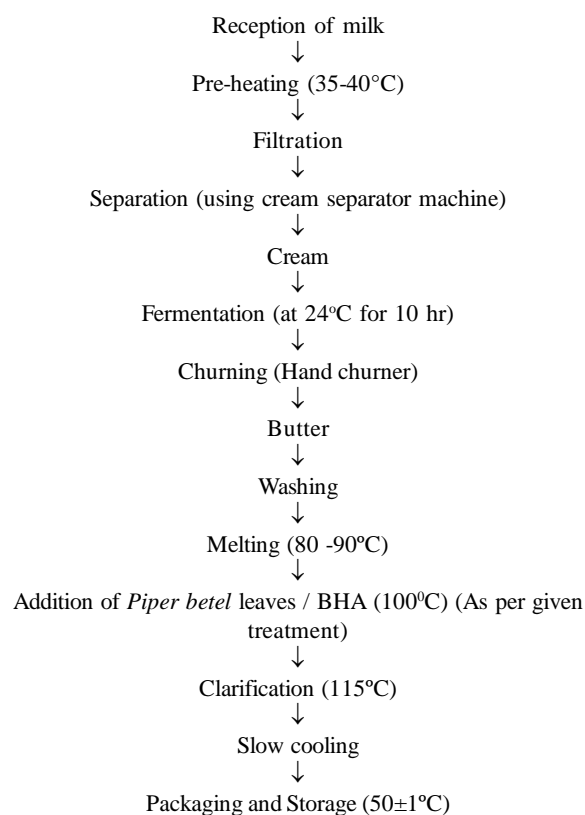 Reception of milk
↓
Pre-heating (35-40°C)
↓
Filtration
↓
Separation (using cream separator machine)
↓
Cream
↓
Fermentation (at 24°C for 10 hr)
↓
Churning (Hand churner)
↓
Butter
↓
Washing
↓
Melting (80 -90ºC)
↓
Addition of Piper betel leaves / BHA (100⁰C) (As per given
treatment)
↓
Clarification (115ºC)
↓
Slow cooling
↓
Packaging and Storage (50±1ºC)